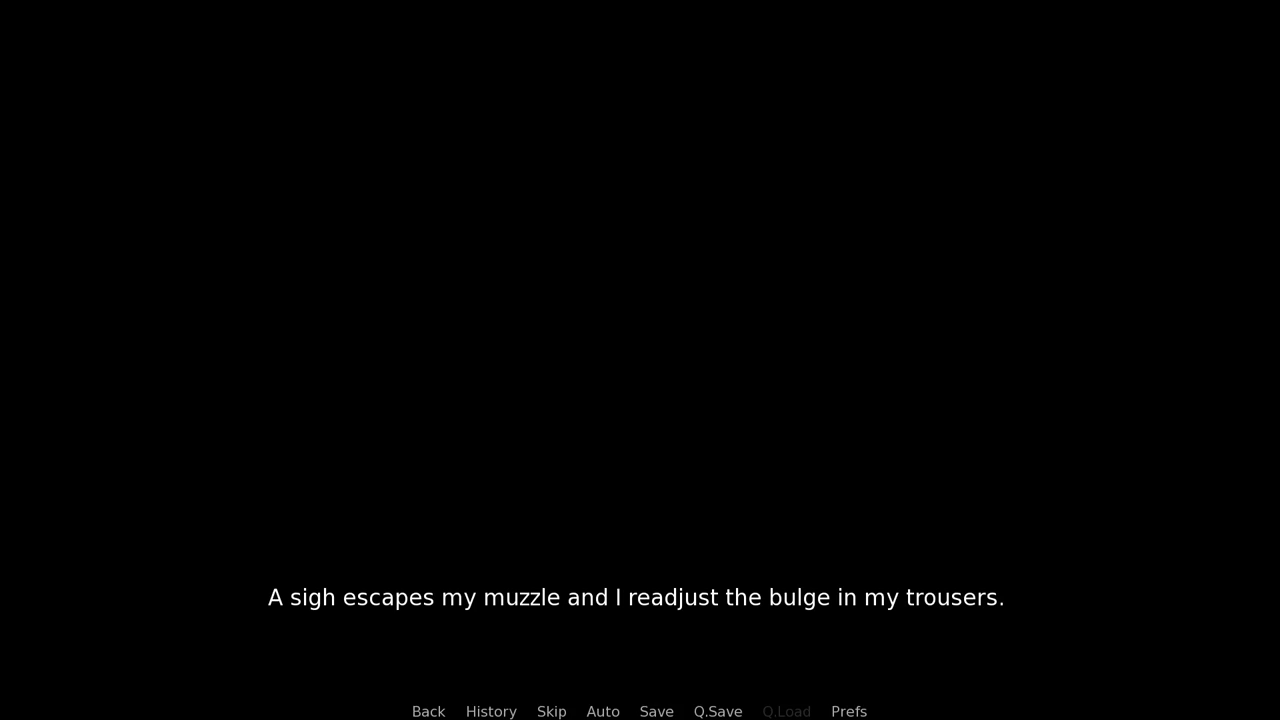 A sigh escapes my muzzle and I readjust the bulge in my trousers.
Back History Skip Auto Save Q.Save Q.Load Prefs